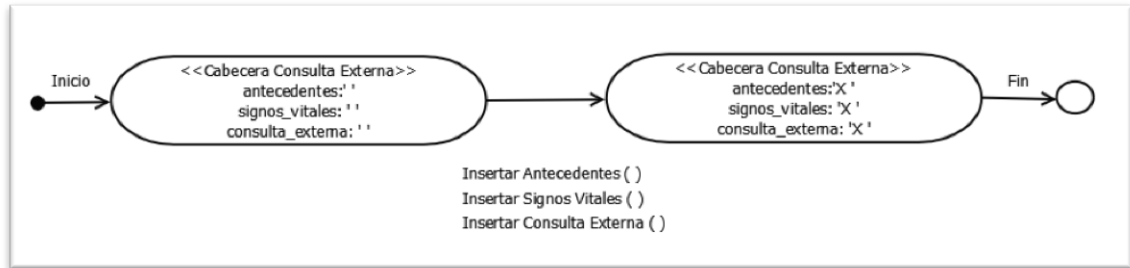 Inicio
<<Cabecera Consulta Externa>>
antecedentes:' '
signos_vitales: ' '
consulta_externa: ' '
<<Cabecera Consulta Externa>>
antecedentes:'X '
signos_vitales: 'X '
consulta_externa: 'X '
Fin
Insertar Antecedentes ( )
Insertar Signos Vitales ( )
Insertar Consulta Externa ( )